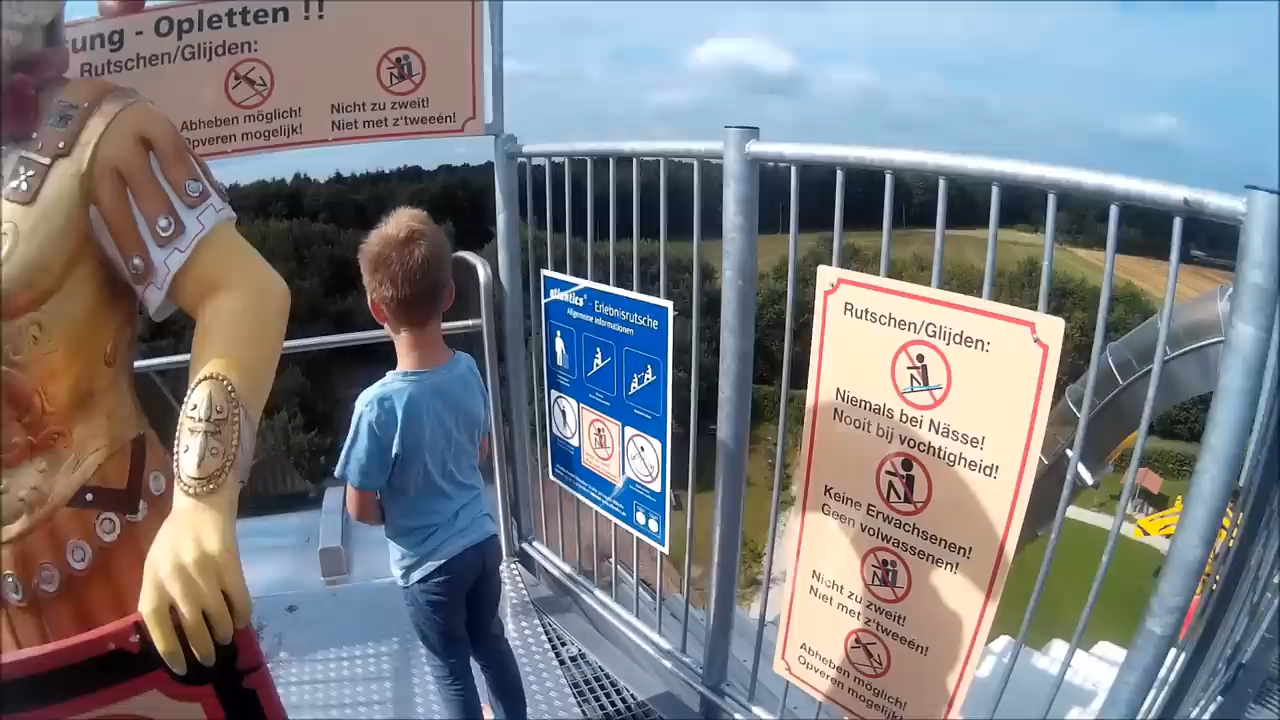 tung - Opletten !!
Rutschen/Glijden:
Abheben möglich!
Opveren mogelijk!
Nicht zu zweit!
Niet met z'tweeën!
atlantics® - Erlebnisrutsche
Allgemeine Informationen
Rutschen/Glijden:
Niemals bei Nässe!
Nooit bij vochtigheid!
Keine Erwachsenen!
Geen volwassenen!
Nicht zu zweit!
Niet met z'tweeën!
Abheben möglich!
Opveren mogelijk!